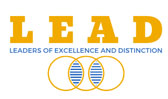 LEAD
LEADERS OF EXCELLENCE AND DISTINCTION